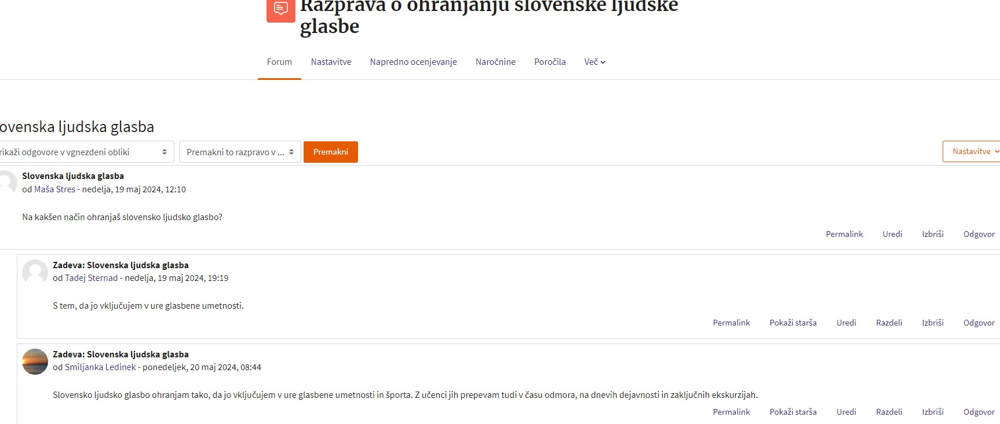 Razprava o ohranjanju slovenske ljudske
glasbe
Forum Nastavitve Napredno ocenjevanje Naročnine Poročila Več
ovenska ljudska glasba
rikaži odgovore v vgnezdeni obliki Premakni to razpravo v ... Premakni Nastavitve
Slovenska ljudska glasba
od Maša Stres - nedelja, 19 maj 2024, 12:10
Na kakšen način ohranjaš slovensko ljudsko glasbo?
Permalink Uredi Izbriši Odgovor
Zadeva: Slovenska ljudska glasba
od Tadej Sternad - nedelja, 19 maj 2024, 19:19
S tem, da jo vključujem v ure glasbene umetnosti.
Permalink Pokaži starša Uredi Razdeli Izbriši Odgovor
Zadeva: Slovenska ljudska glasba
od Smiljanka Ledinek - ponedeljek, 20 maj 2024, 08:44
Slovensko ljudsko glasbo ohranjam tako, da jo vključujem v ure glasbene umetnosti in športa. Z učenci jih prepevam tudi v času odmora, na dnevih dejavnosti in zaključnih ekskurzijah.
Permalink Pokaži starša Uredi Razdeli Izbriši Odgovor